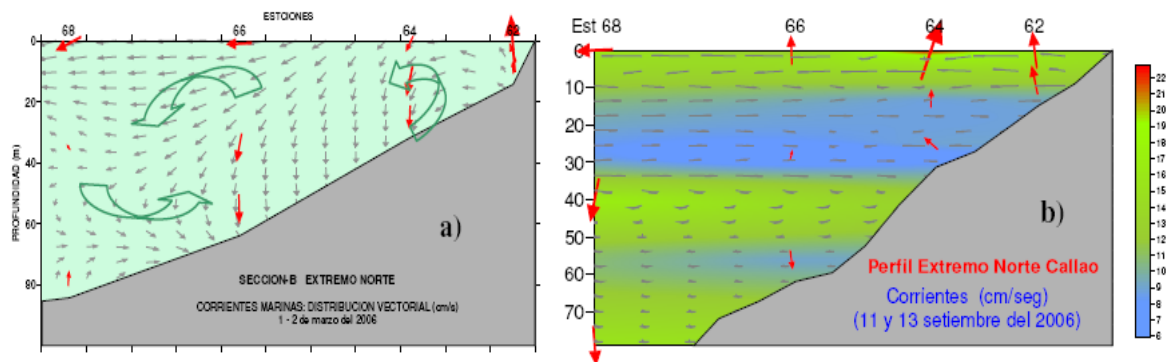 ESTCIONES
68 66 64 62
PROFUNDIDAD (m)
0
20
40
60
80
a)
SECCION-B EXTREMO NORTE
CORRIENTES MARINAS: DISTRIBUCION VECTORIAL (cm/s)
1 - 2 de marzo del 2006
Est 68 66 64 62
0
10
20
30
40
50
60
70
b)
Perfil Extremo Norte Callao
Corrientes (cm/seg)
(11 y 13 setiembre del 2006)
22
21
20
19
18
17
16
15
14
13
12
11
10
9
8
7
6